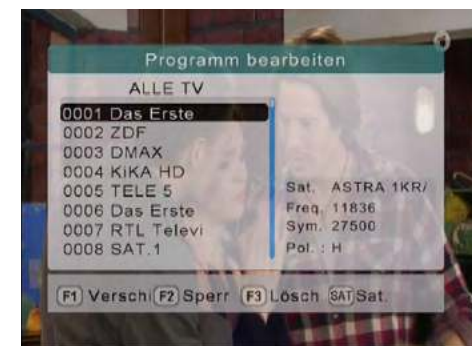 Programm bearbeiten
ALLE TV
0001 Das Erste
0002 ZDF
0003 DMAX
0004 KiKA HD
0005 TELE 5
0006 Das Erste
0007 RTL Televi
0008 SAT.1
Sat. ASTRA 1KR/
Freq. 11836
Sym. 27500
Pol. : H
F1 Verschi F2 Sperr F3 Lösch SAT Sat.